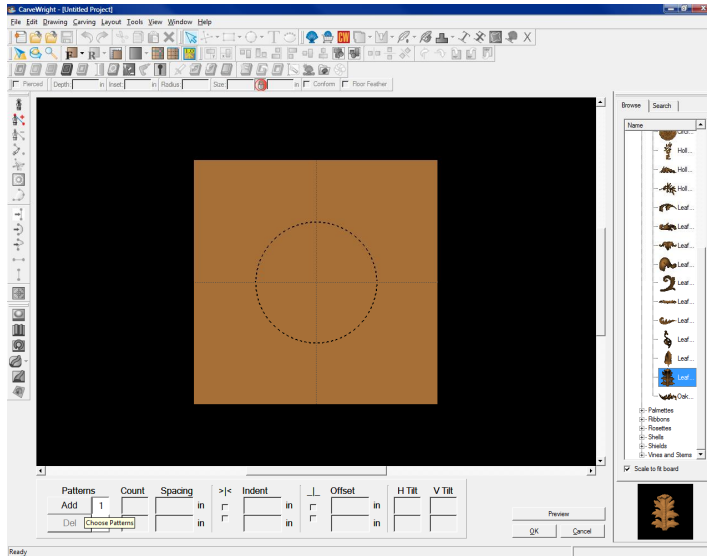 CarveWright - [Untitled Project]
File Edit Drawing Carving Layout Tools View Window Help
CW
X
Pierced Depth: in Inset: in Radius: Size: in Conform Floor Feather
Browse Search
Name
Circl...
Holl...
Holl...
Holl...
Leaf...
Leaf...
Leaf...
Leaf...
Leaf...
Leaf...
Leaf...
Leaf...
Leaf...
Leaf...
Oak...
Palmettes
Ribbons
Rosettes
Shells
Shields
Vines and Stems
Scale to fit board
Patterns Count Spacing >|< Indent _|_ Offset H Tilt V Tilt
Add 1 in in in
Del Choose Patterns in in in
Preview
OK Cancel
Ready